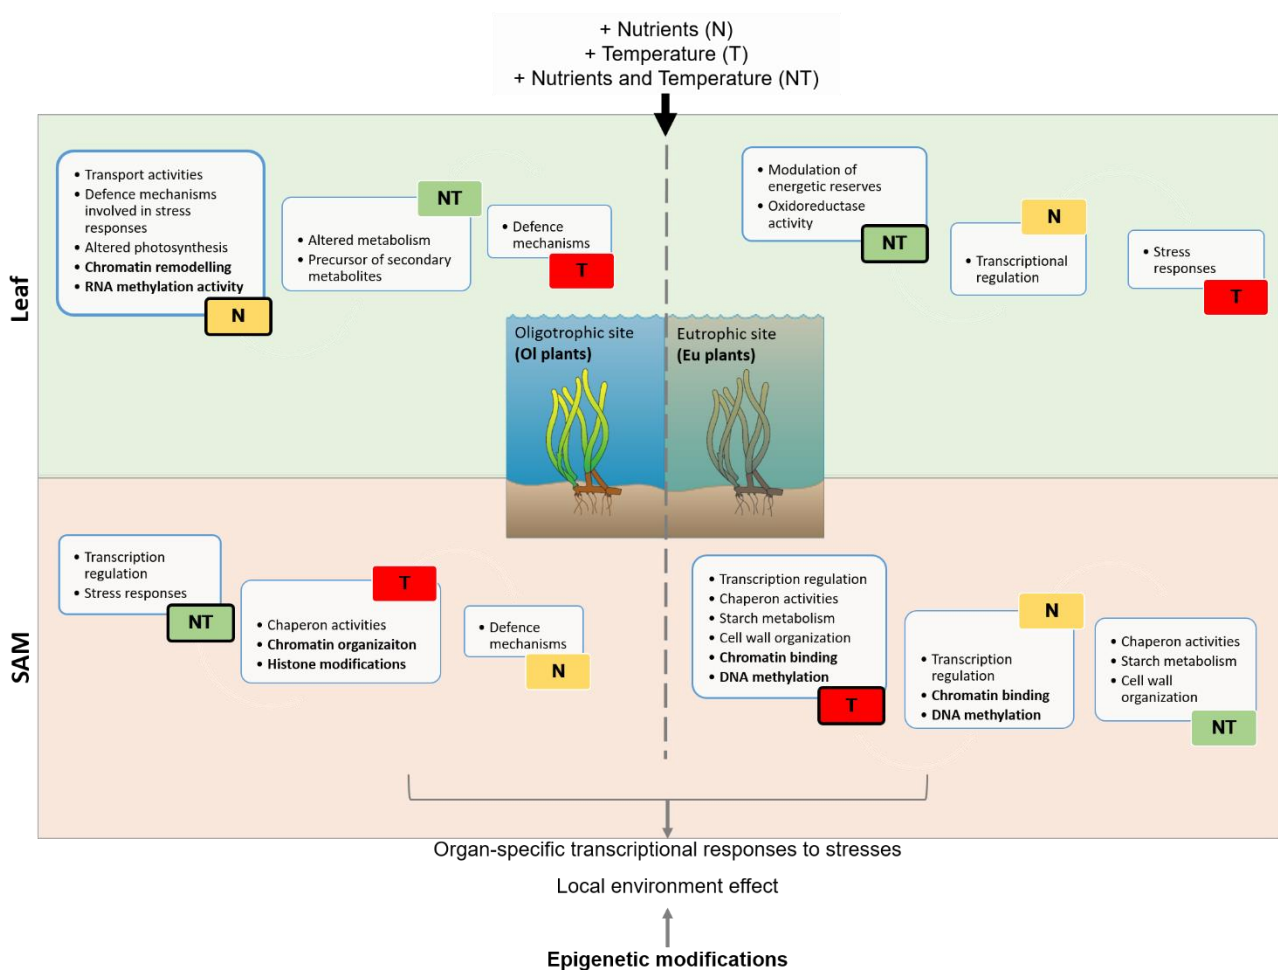 + Nutrients (N)
+ Temperature (T)
+ Nutrients and Temperature (NT)
Leaf
• Transport activities
• Defence mechanisms
involved in stress
responses
• Altered photosynthesis
• Chromatin remodelling
• RNA methylation activity
N
NT
• Altered metabolism
• Precursor of secondary
metabolites
• Defence
mechanisms
T
• Modulation of
energetic reserves
• Oxidoreductase
activity
NT
N
• Transcriptional
regulation
• Stress
responses
T
Oligotrophic site
(Ol plants)
Eutrophic site
(Eu plants)
SAM
• Transcription
regulation
• Stress responses
NT
T
• Chaperon activities
• Chromatin organizaiton
• Histone modifications
• Defence
mechanisms
N
• Transcription regulation
• Chaperon activities
• Starch metabolism
• Cell wall organization
• Chromatin binding
• DNA methylation
T
N
• Transcription
regulation
• Chromatin binding
• DNA methylation
• Chaperon activities
• Starch metabolism
• Cell wall
organization
NT
Organ-specific transcriptional responses to stresses
Local environment effect
Epigenetic modifications